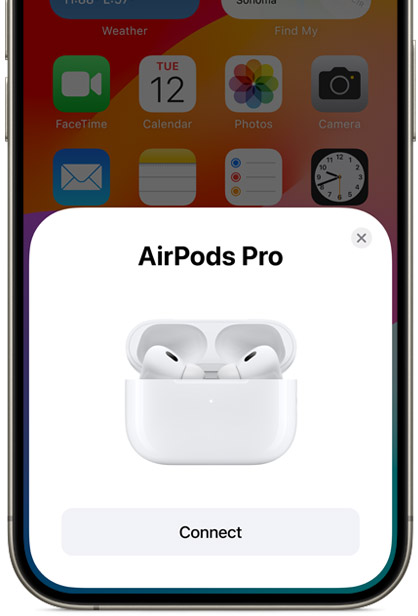 Sonoma
Weather
Find My
TUE
12
FaceTime
Calendar
Photos
Camera
AirPods Pro
Connect